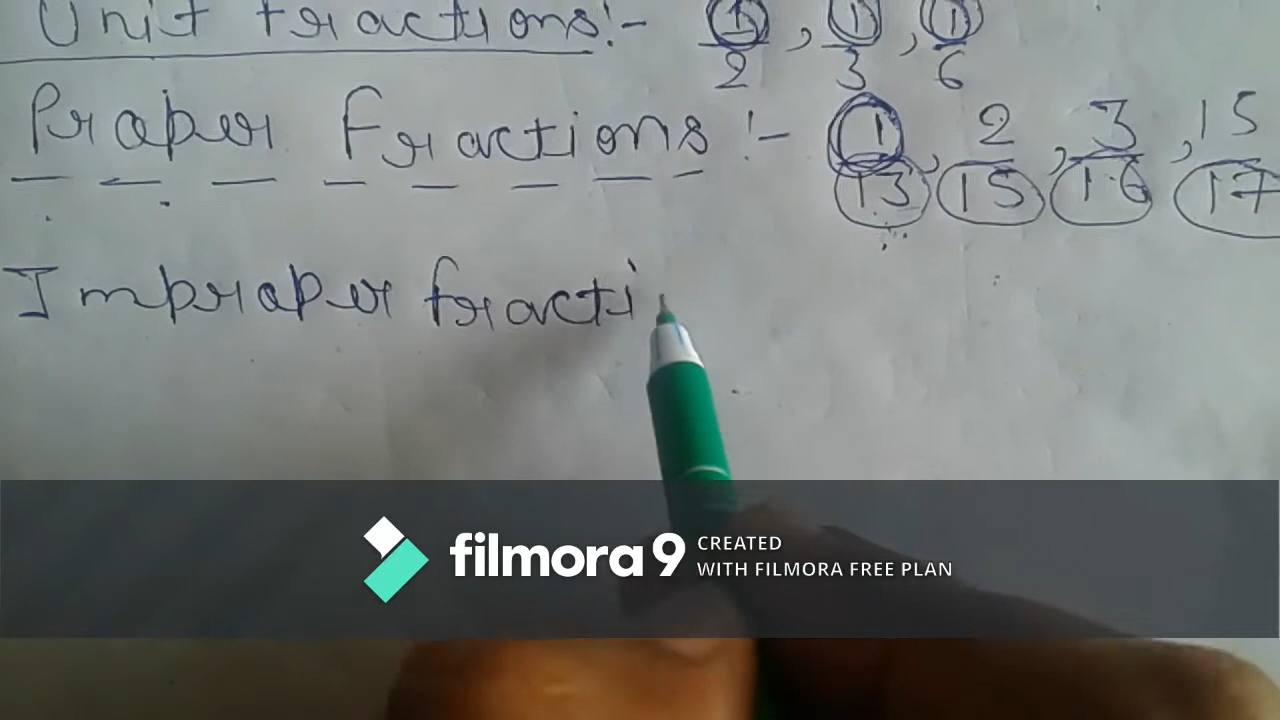 Unit fractions:- 1/2, 1/3, 1/6
Proper Fractions:- 1/13, 2/15, 3/16, 15/17
Improper fracti
filmora 9 CREATED
WITH FILMORA FREE PLAN